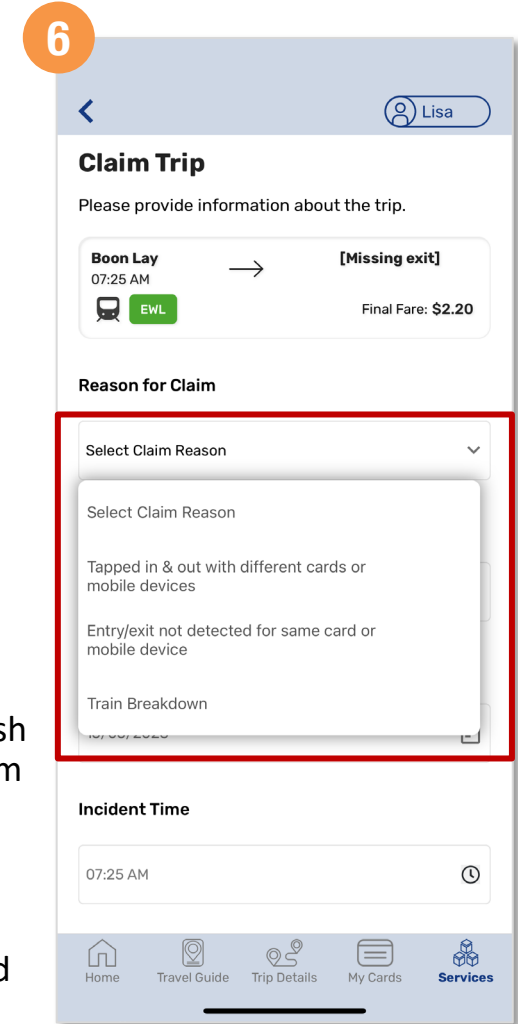 6
Lisa
Claim Trip
Please provide information about the trip.
Boon Lay
[Missing exit]
07:25 AM
EWL
Final Fare: $2.20
Reason for Claim
Select Claim Reason
Select Claim Reason
Tapped in & out with different cards or
mobile devices
Entry/exit not detected for same card or
mobile device
Train Breakdown
Incident Time
07:25 AM
Home
Travel Guide
Trip Details
My Cards
Services